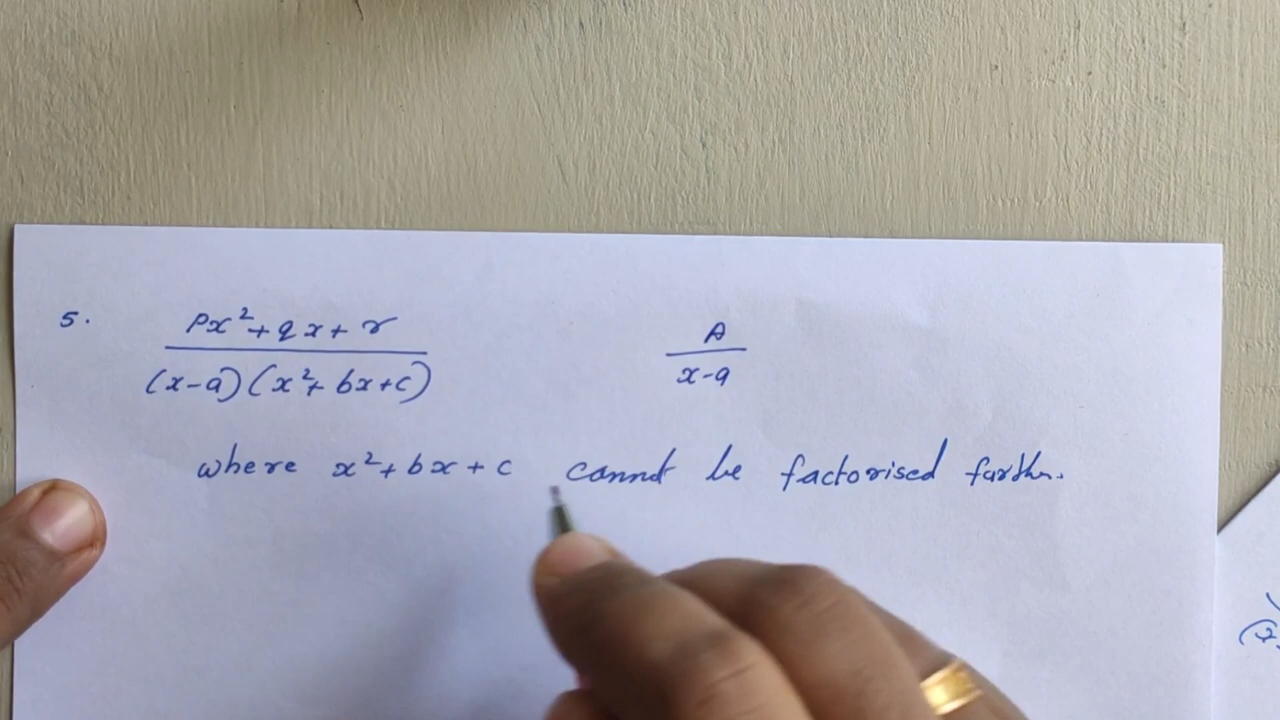 5. px²+qx+r / (x-a)(x²+bx+c) A / x-a
where x²+bx+c cannot be factorised further.